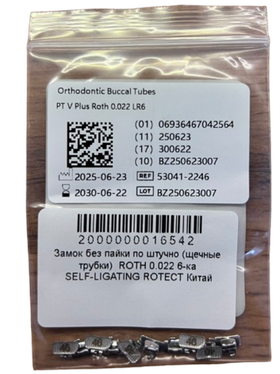 Orthodontic Buccal Tubes
PT V Plus Roth 0.022 LR6
(01) 06936467042564
(11) 250623
(17) 300622
(10) BZ250623007
2025-06-23 REF 53041-2246
2030-06-22 LOT BZ250623007
2000000016542
Замок без пайки по штучно (щечные
трубки) ROTH 0.022 6-ка
SELF-LIGATING ROTECT Китай
46 46